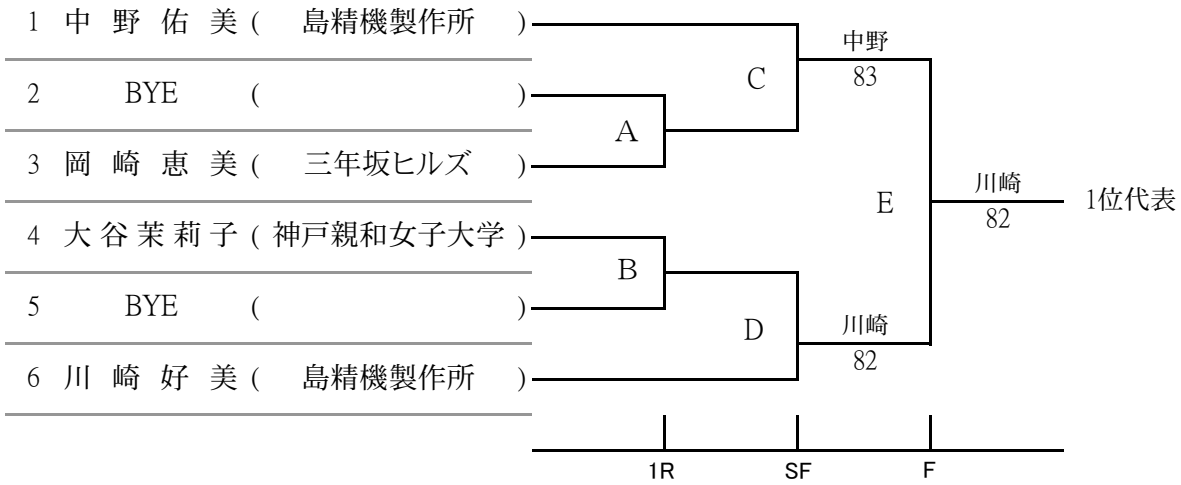 1 中野佑美 ( 島精機製作所 )
中野
2 BYE ( )
C
83
A
3 岡崎恵美 ( 三年坂ヒルズ )
川崎
E
1位代表
82
4 大谷茉莉子 ( 神戸親和女子大学 )
B
5 BYE ( )
D
川崎
82
6 川崎好美 ( 島精機製作所 )
1R SF F